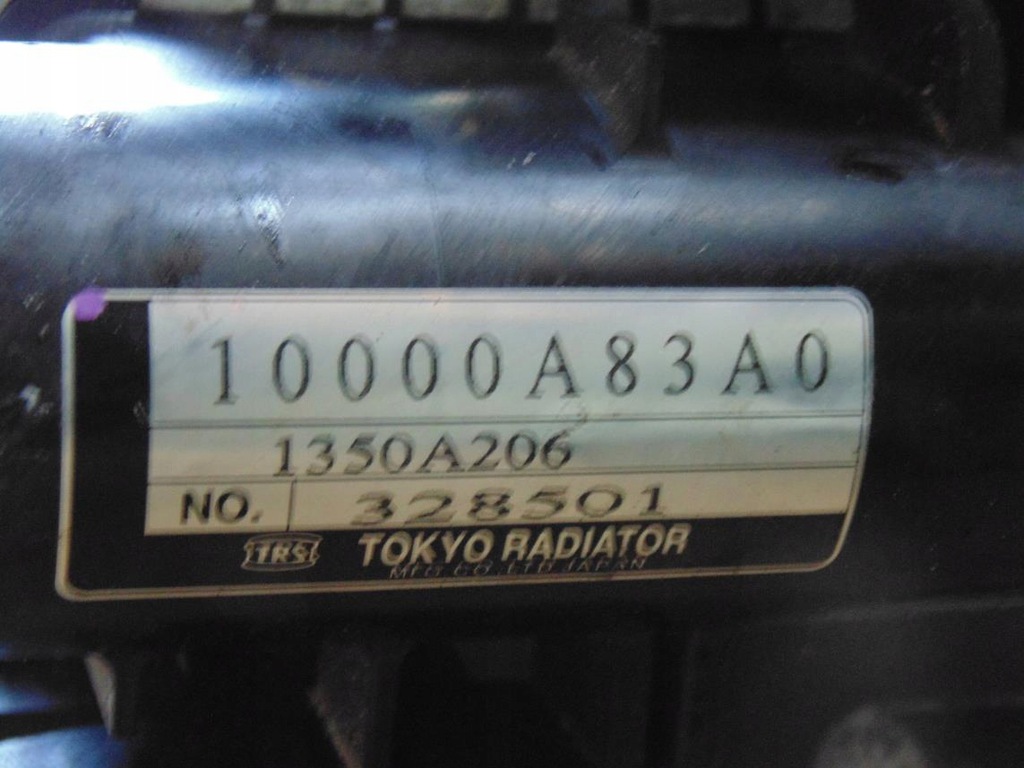 10000A83A0
1350A206
NO. 328501
TRS TOKYO RADIATOR
MFG CO.,LTD JAPAN